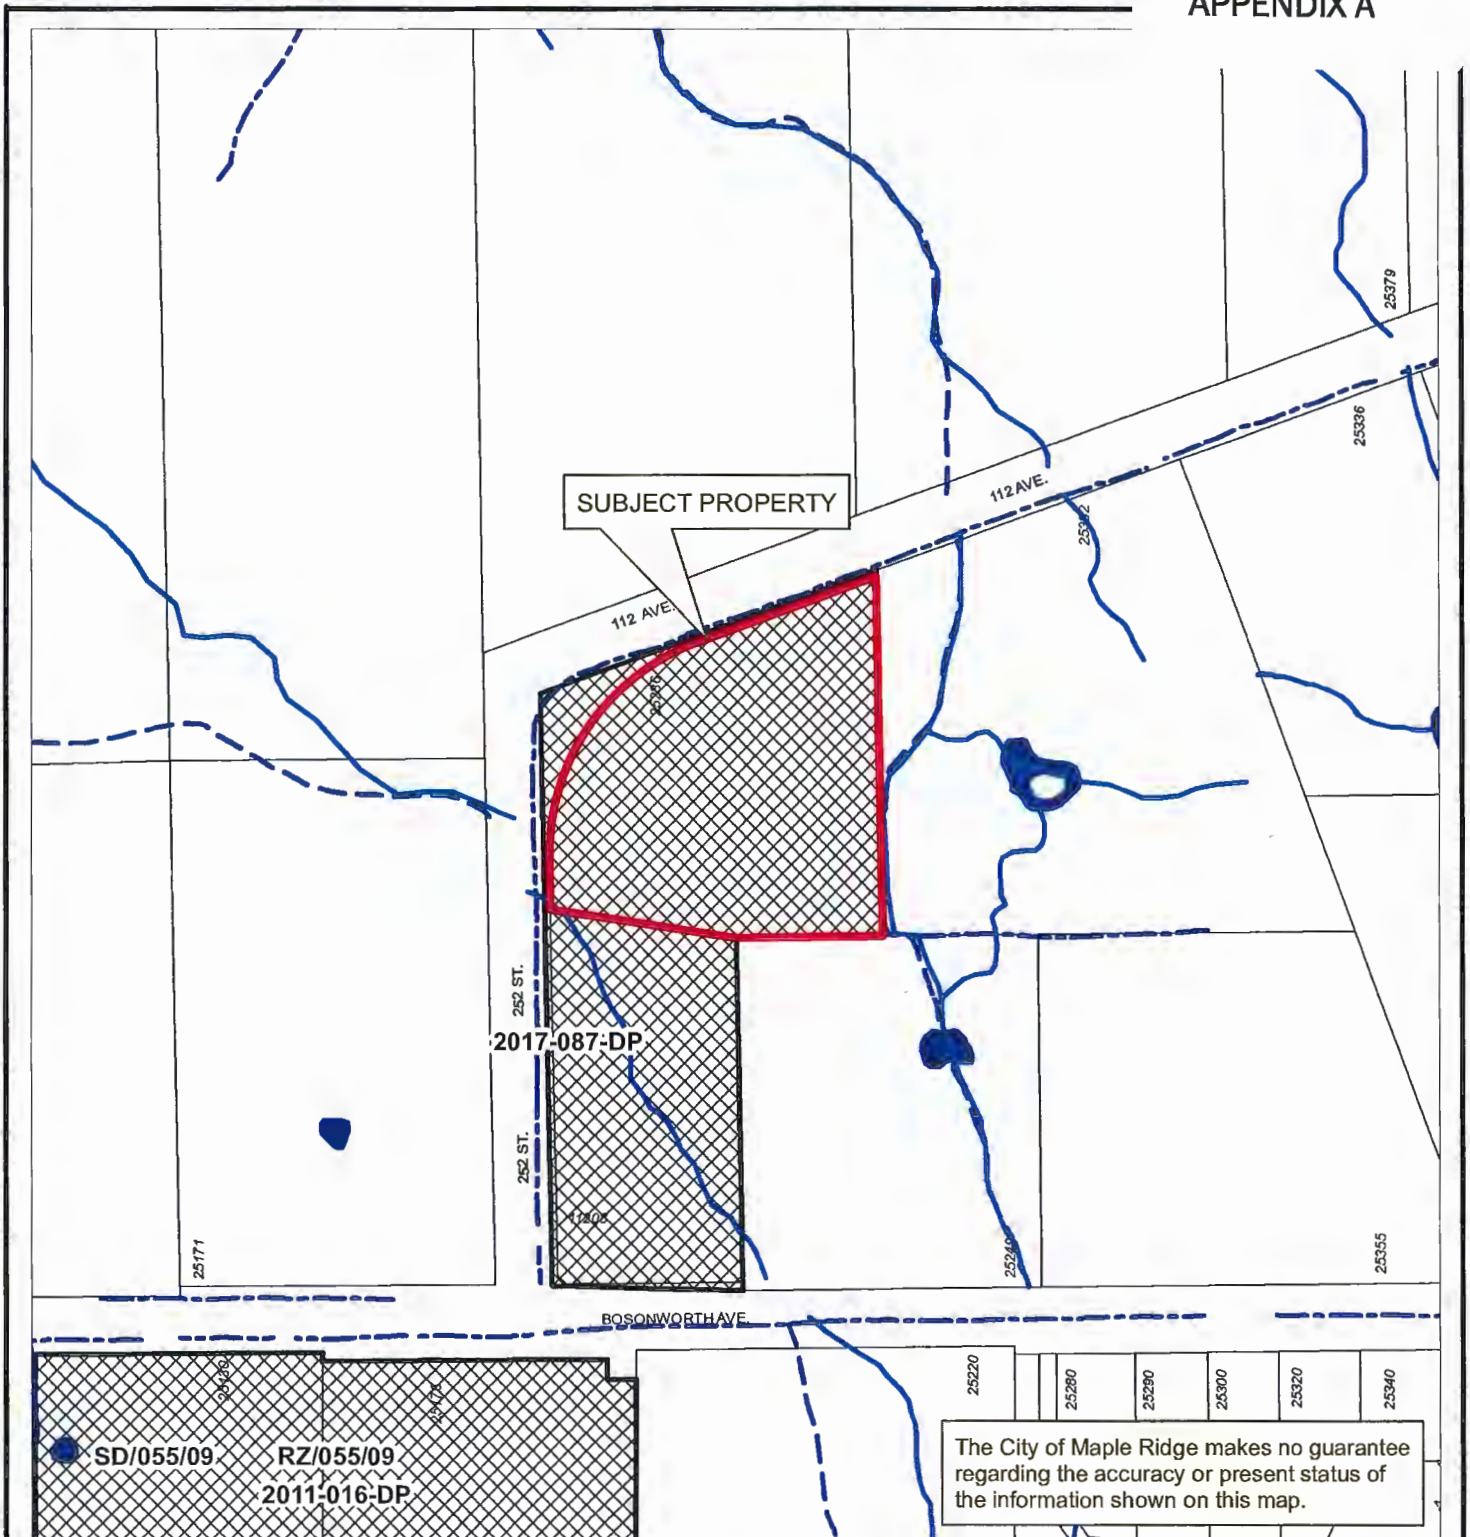 APPENDIX A
25379
25336
SUBJECT PROPERTY
112 AVE.
112 AVE.
252 ST.
2017-087-DP
252 ST.
25171
25355
BOSONWORTH AVE.
25220
25280
25290
25300
25320
25340
SD/055/09
RZ/055/09
2011-016-DP
The City of Maple Ridge makes no guarantee
regarding the accuracy or present status of
the information shown on this map.